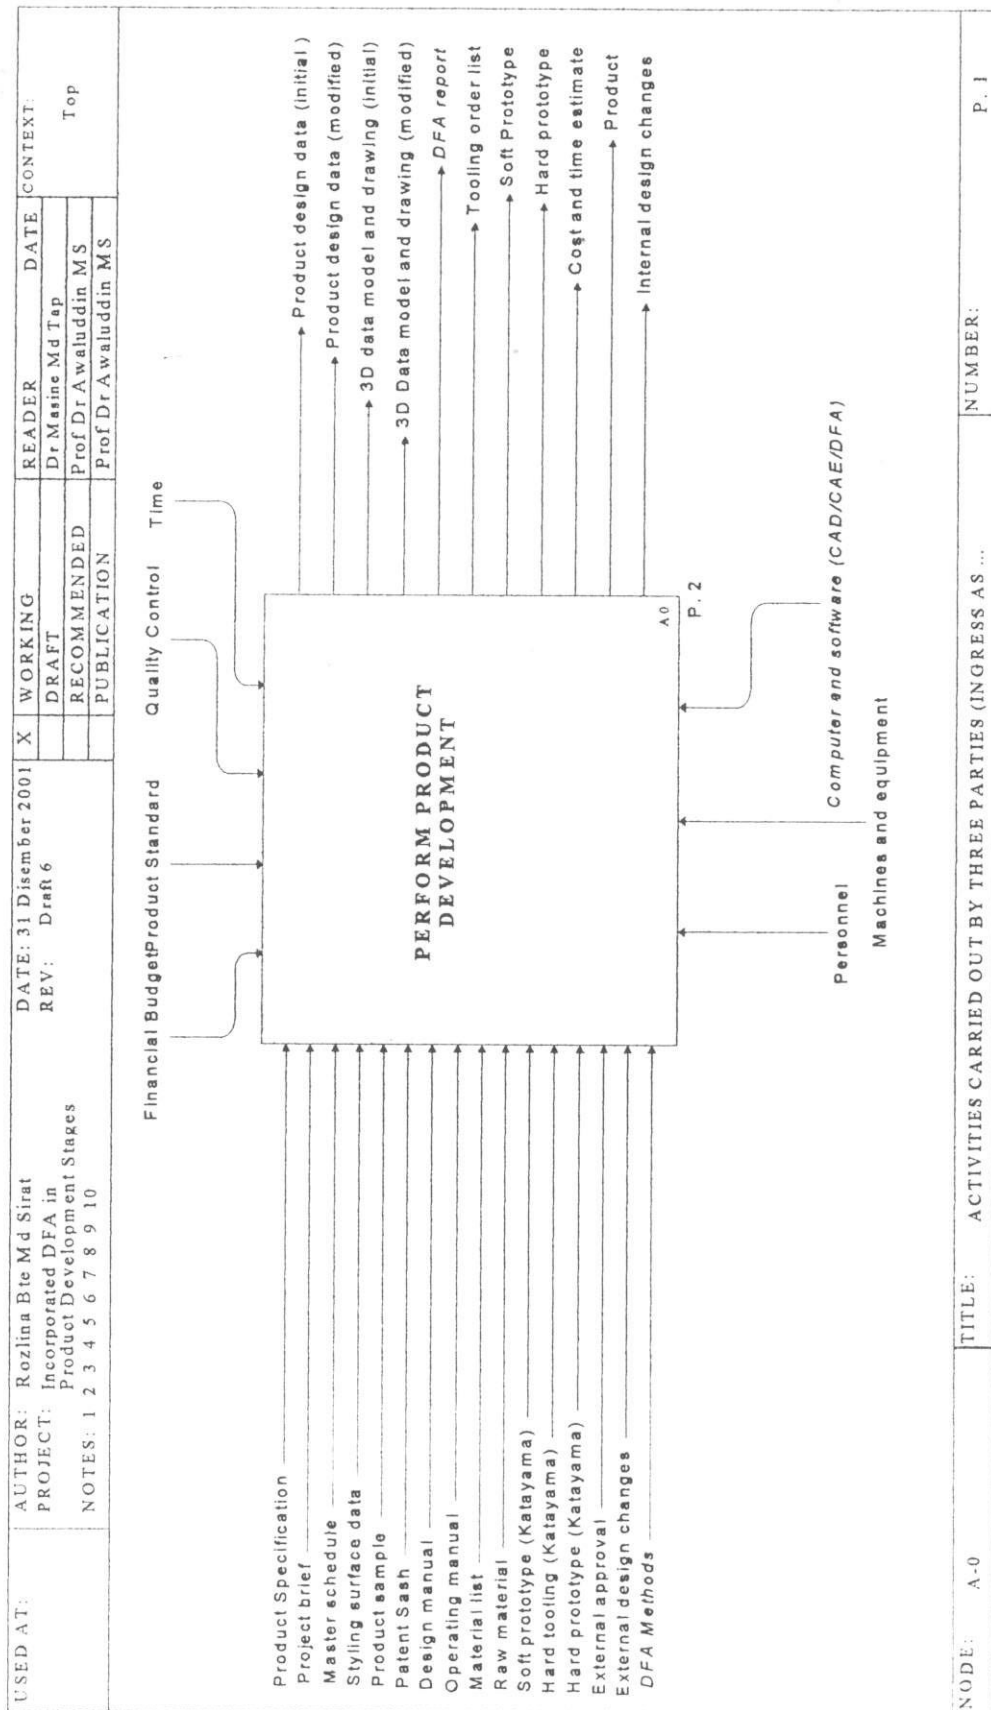 USED AT:
AUTHOR: Rozlina Bte Md Sirat
PROJECT: Incorporated DFA in
Product Development Stages
NOTES: 1 2 3 4 5 6 7 8 9 10
DATE: 31 Disember 2001
REV: Draft 6
X WORKING
DRAFT
RECOMMENDED
PUBLICATION
READER DATE
Dr Masine Md Tap
Prof Dr Awaluddin MS
Prof Dr Awaluddin MS
CONTEXT:
Top
Financial Budget
Product Standard
Quality Control
Time
Product Specification
Project brief
Master schedule
Styling surface data
Product sample
Patent Sash
Design manual
Operating manual
Material list
Raw material
Soft prototype (Katayama)
Hard tooling (Katayama)
Hard prototype (Katayama)
External approval
External design changes
DFA Methods
PERFORM PRODUCT
DEVELOPMENT
A0
P. 2
Product design data (initial )
Product design data (modified)
3D data model and drawing (initial)
3D Data model and drawing (modified)
DFA report
Tooling order list
Soft Prototype
Hard prototype
Cost and time estimate
Product
Internal design changes
Personnel
Machines and equipment
Computer and software (CAD/CAE/DFA)
NODE: A-0
TITLE: ACTIVITIES CARRIED OUT BY THREE PARTIES (INGRESS AS ...
NUMBER: P. 1